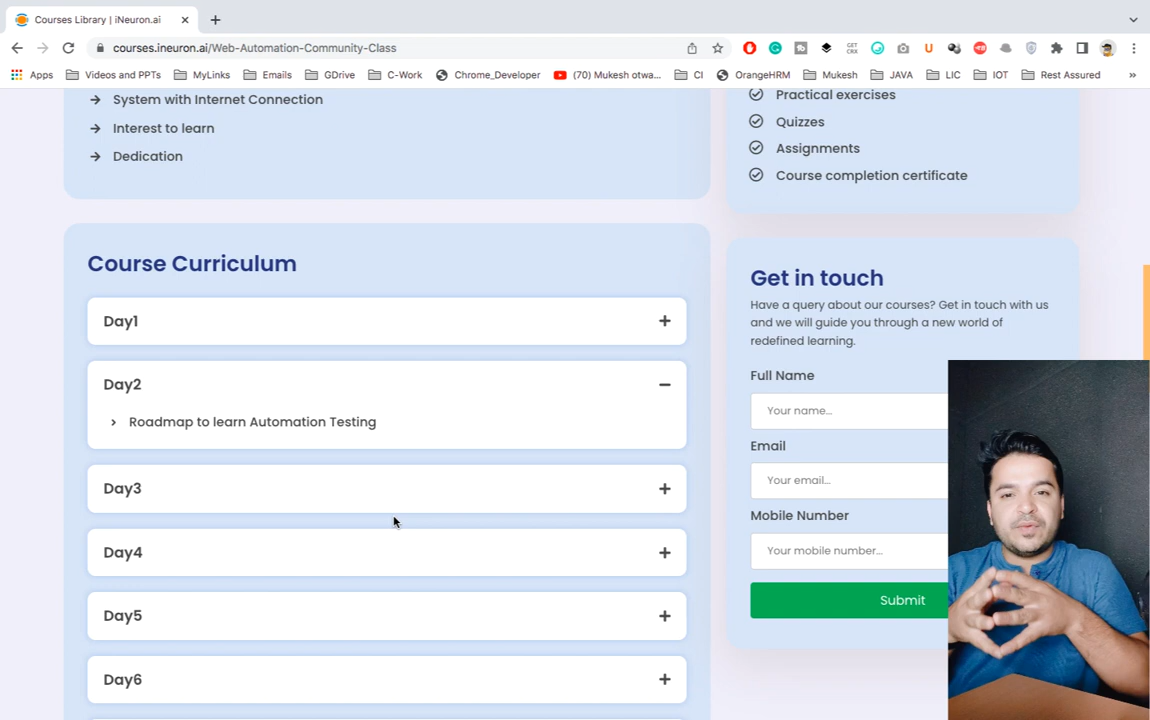 Courses Library | iNeuron.ai
courses.ineuron.ai/Web-Automation-Community-Class
GET CRX
Apps
Videos and PPTs
MyLinks
Emails
GDrive
C-Work
Chrome_Developer
(70) Mukesh otwa...
CI
OrangeHRM
Mukesh
JAVA
LIC
IOT
Rest Assured
»
System with Internet Connection
Interest to learn
Dedication
Practical exercises
Quizzes
Assignments
Course completion certificate
Course Curriculum
Day1
Day2
Roadmap to learn Automation Testing
Day3
Day4
Day5
Day6
Get in touch
Have a query about our courses? Get in touch with us
and we will guide you through a new world of
redefined learning.
Full Name
Your name...
Email
Your email...
Mobile Number
Your mobile number...
Submit